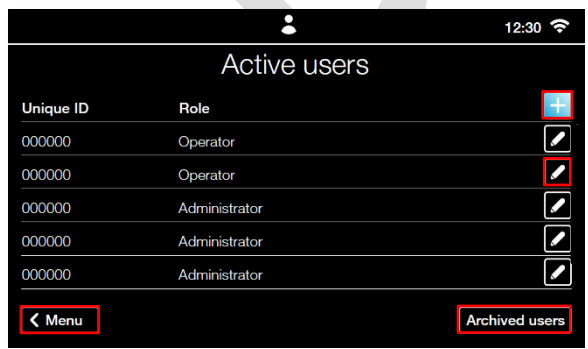 12:30
Active users
Unique ID Role
000000 Operator
000000 Operator
000000 Administrator
000000 Administrator
000000 Administrator
Menu Archived users